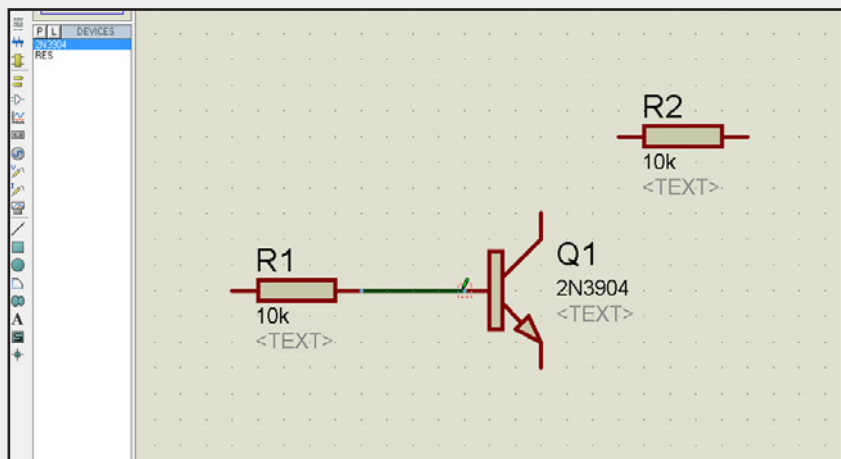 P L DEVICES
2N3904
RES
R2
10k
<TEXT>
R1
10k
<TEXT>
Q1
2N3904
<TEXT>
A